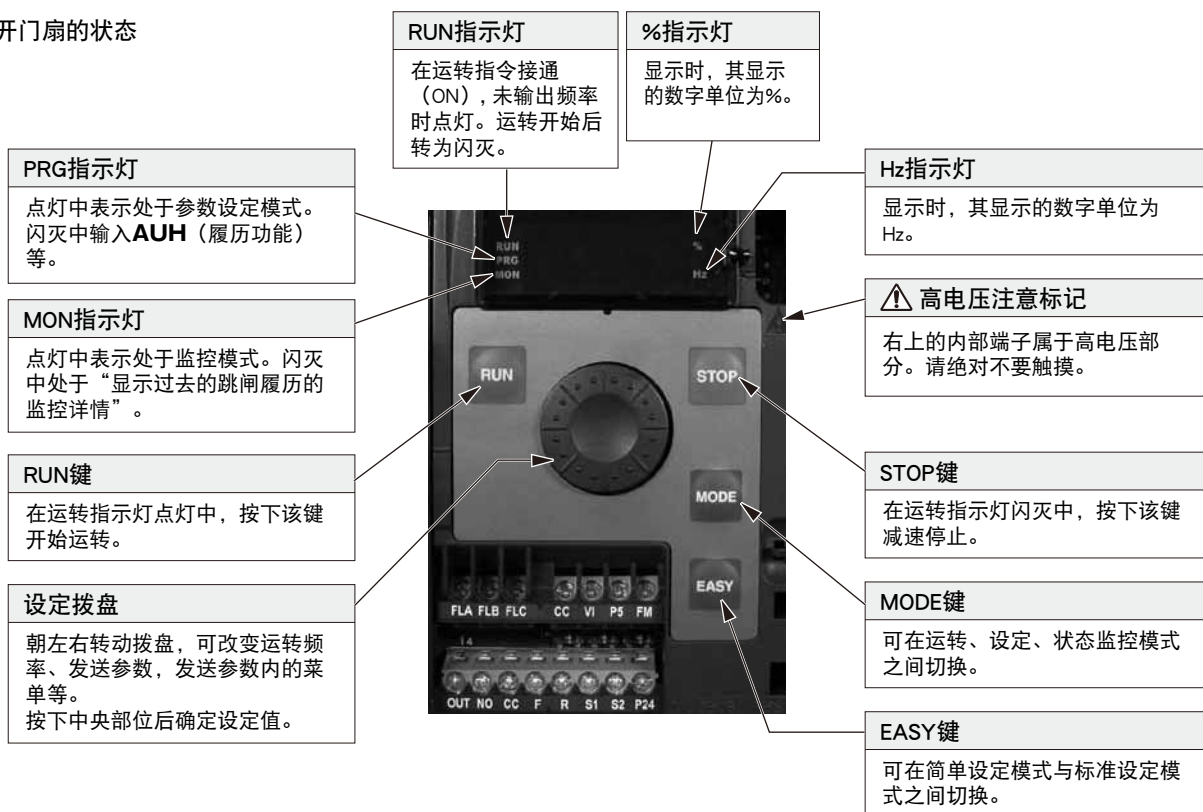 开门扇的状态
RUN指示灯
在运转指令接通
（ON），未输出频率
时点灯。运转开始后
转为闪灭。
%指示灯
显示时，其显示
的数字单位为%。
PRG指示灯
点灯中表示处于参数设定模式。
闪灭中输入AUH（履历功能）
等。
Hz指示灯
显示时，其显示的数字单位为
Hz。
MON指示灯
点灯中表示处于监控模式。闪灭
中处于“显示过去的跳闸履历的
监控详情”。
高电压注意标记
右上的内部端子属于高电压部
分。请绝对不要触摸。
RUN键
在运转指示灯点灯中，按下该键
开始运转。
STOP键
在运转指示灯闪灭中，按下该键
减速停止。
设定拨盘
朝左右转动拨盘，可改变运转频
率、发送参数，发送参数内的菜
单等。
按下中央部位后确定设定值。
MODE键
可在运转、设定、状态监控模式
之间切换。
EASY键
可在简单设定模式与标准设定模
式之间切换。
RUN
PRG
MON
%
Hz
RUN
STOP
MODE
EASY
FLA FLB FLC CC VI P5 FM
OUT NO CC F R S1 S2 P24